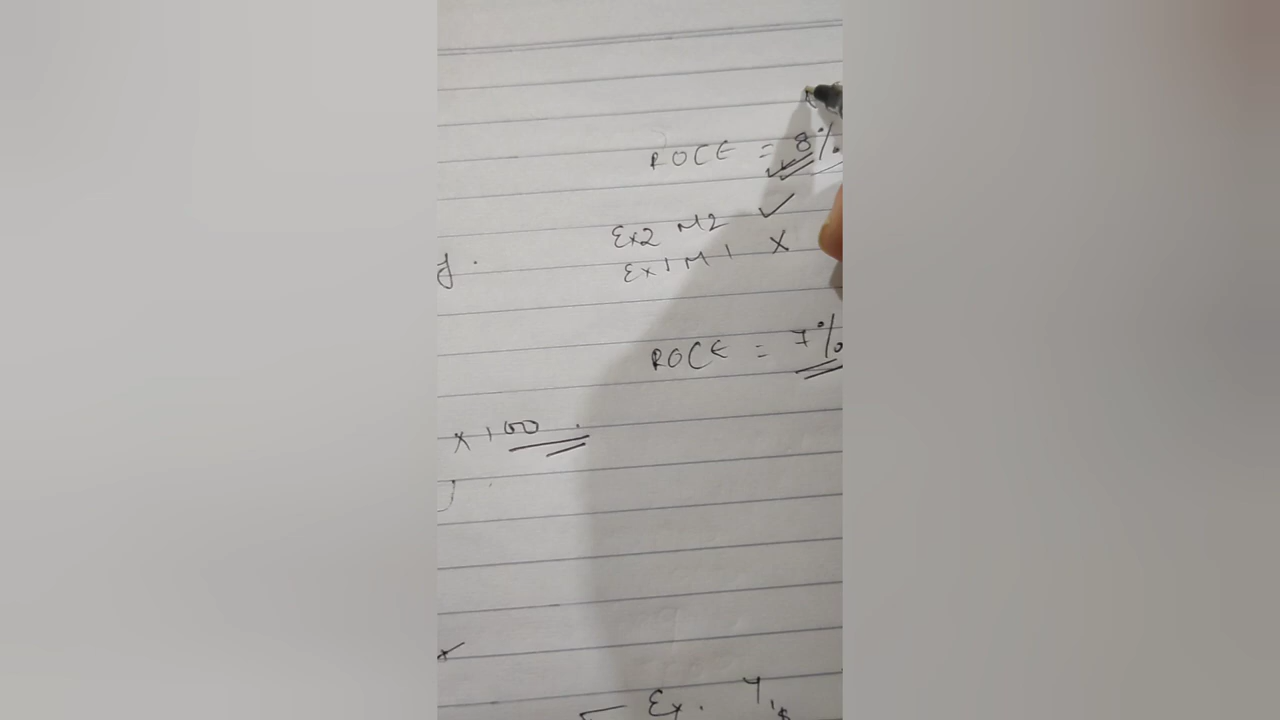 ROCE = 8%
Ex2 M2 ✓
y.
Ex1 M1 X
ROCE = 7%
x 100.
Ex.